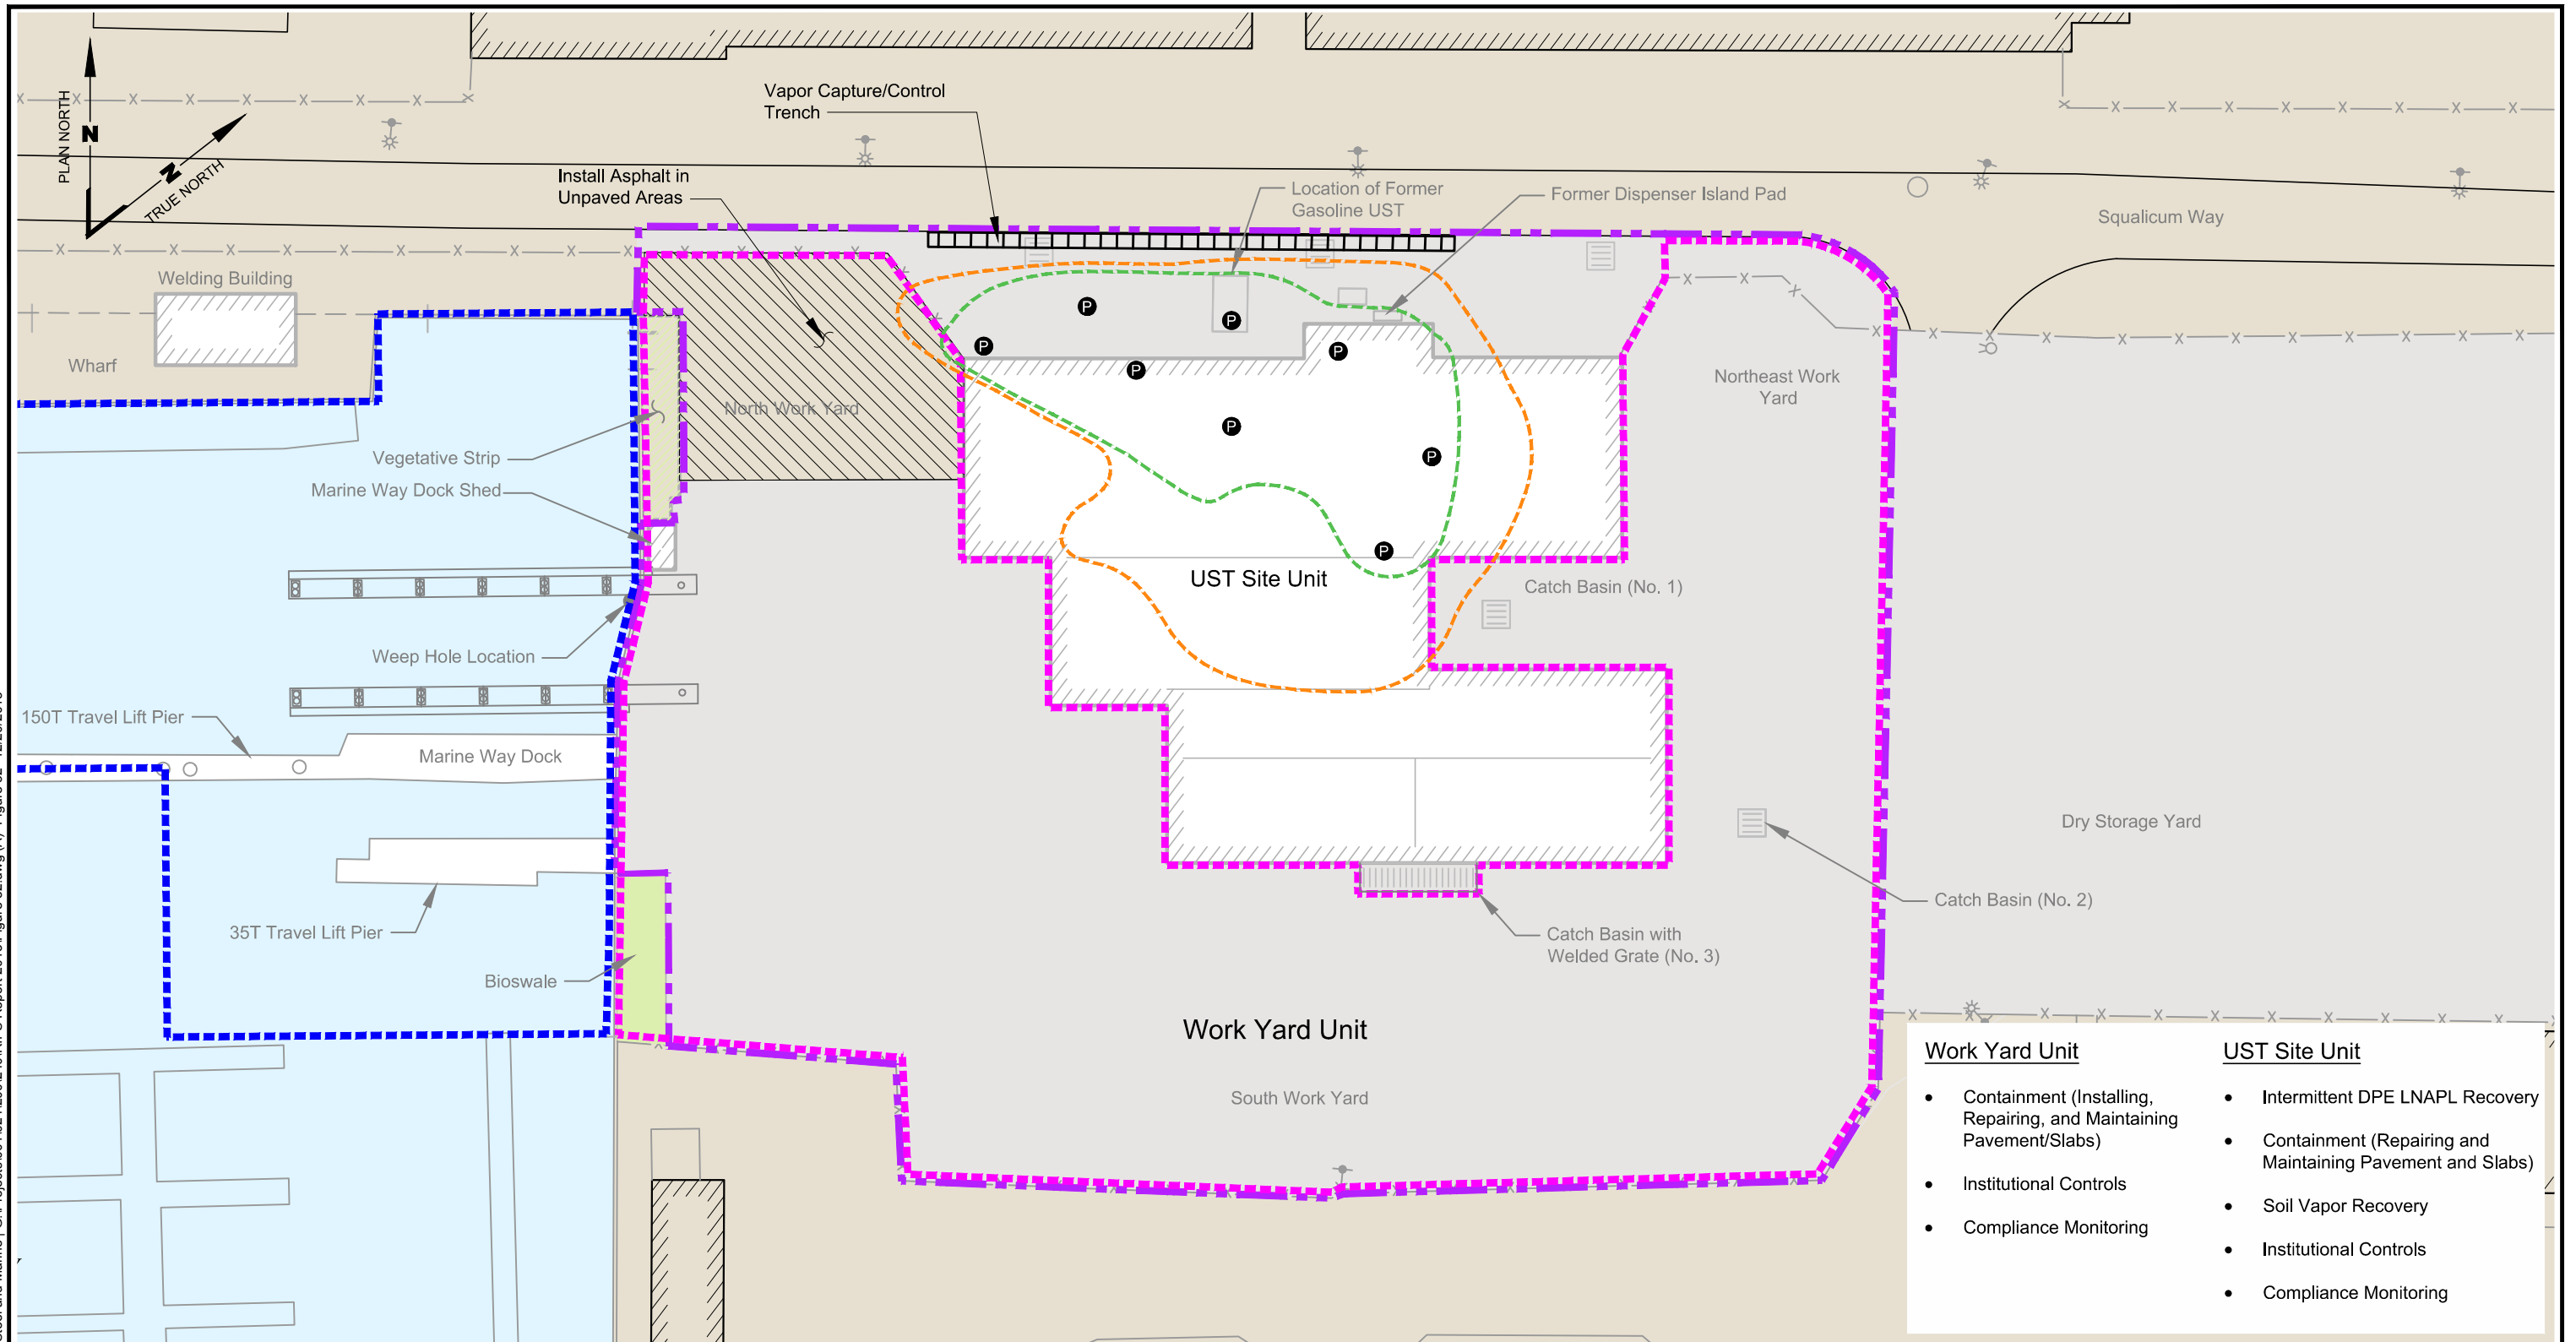 Vapor Capture/Control
Trench
PLAN NORTH
N
N
TRUE NORTH
Install Asphalt in
Unpaved Areas
Location of Former
Gasoline UST
Former Dispenser Island Pad
Squalicum Way
Welding Building
Wharf
North Work Yard
Northeast Work
Yard
P
P
P
P
P
P
P
P
Vegetative Strip
Marine Way Dock Shed
UST Site Unit
Catch Basin (No. 1)
Weep Hole Location
150T Travel Lift Pier
Marine Way Dock
Dry Storage Yard
35T Travel Lift Pier
Catch Basin (No. 2)
Catch Basin with
Welded Grate (No. 3)
Bioswale
Work Yard Unit
South Work Yard
Work Yard Unit
• Containment (Installing,
Repairing, and Maintaining
Pavement/Slabs)
• Institutional Controls
• Compliance Monitoring
UST Site Unit
• Intermittent DPE LNAPL Recovery
• Containment (Repairing and
Maintaining Pavement and Slabs)
• Soil Vapor Recovery
• Institutional Controls
• Compliance Monitoring